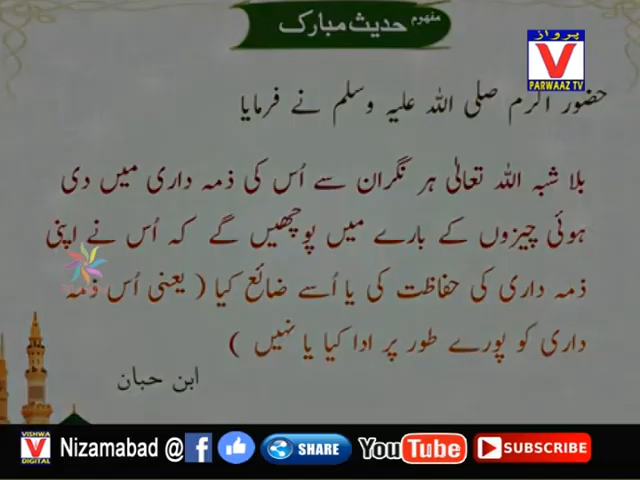 مفهوم حدیث مبارک
پرواز
V
PARWAAZ TV
حضور اکرم صلی اللہ علیہ وسلم نے فرمایا
بلا شبہ اللہ تعالیٰ ہر نگران سے اُس کی ذمہ داری میں دی
ہوئی چیزوں کے بارے میں پوچھیں گے کہ اُس نے اپنی
ذمہ داری کی حفاظت کی یا اُسے ضائع کیا ( یعنی اُس ذمہ
داری کو پورے طور پر ادا کیا یا نہیں )
ابن حبان
VISHWA
V
DIGITAL
Nizamabad @ f SHARE YouTube SUBSCRIBE